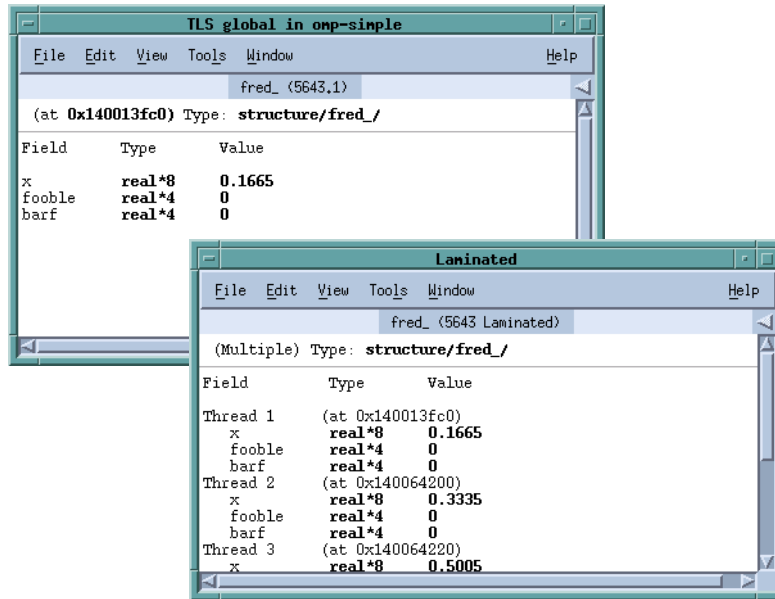 TLS global in omp-simple
File Edit View Tools Window Help
fred_ (5643.1)
(at 0x140013fc0) Type: structure/fred_/
Field Type Value
x real*8 0.1665
fooble real*4 0
barf real*4 0
Laminated
File Edit View Tools Window Help
fred_ (5643 Laminated)
(Multiple) Type: structure/fred_/
Field Type Value
Thread 1 (at 0x140013fc0)
x real*8 0.1665
fooble real*4 0
barf real*4 0
Thread 2 (at 0x140064200)
x real*8 0.3335
fooble real*4 0
barf real*4 0
Thread 3 (at 0x140064220)
x real*8 0.5005